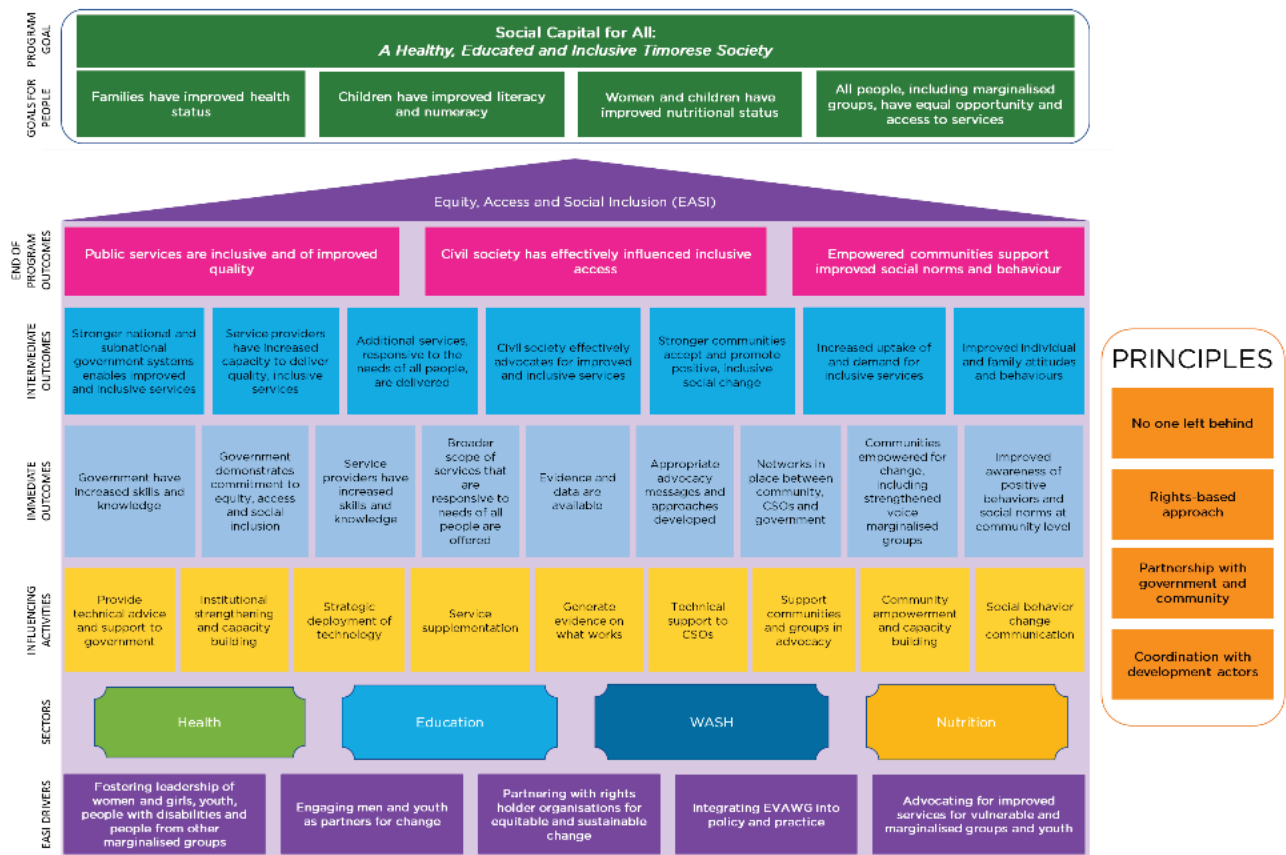 PROGRAM
GOAL
Social Capital for All:
A Healthy, Educated and Inclusive Timorese Society
GOALS FOR
PEOPLE
Families have improved health
status
Children have improved literacy
and numeracy
Women and children have
improved nutritional status
All people, including marginalised
groups, have equal opportunity and
access to services
Equity, Access and Social Inclusion (EASI)
END OF
PROGRAM
OUTCOMES
Public services are inclusive and of improved
quality
Civil society has effectively influenced inclusive
access
Empowered communities support
improved social norms and behaviour
INTERMEDIATE
OUTCOMES
Stronger national and
subnational
government systems
enables improved
and inclusive services
Service providers
have increased
capacity to deliver
quality, inclusive
services
Additional services,
responsive to the
needs of all people,
are delivered
Civil society effectively
advocates for improved
and inclusive services
Stronger communities
accept and promote
positive, inclusive
social change
Increased uptake of
and demand for
inclusive services
Improved individual
and family attitudes
and behaviours
IMMEDIATE
OUTCOMES
Government have
increased skills and
knowledge
Government
demonstrates
commitment to
equity, access
and social
inclusion
Service
providers have
increased
skills and
knowledge
Broader
scope of
services that
are
responsive to
needs of all
people are
offered
Evidence and
data are
available
Appropriate
advocacy
messages and
approaches
developed
Networks in
place between
community,
CSOs and
government
Communities
empowered for
change,
including
strengthened
voice
marginalised
groups
Improved
awareness of
positive
behaviors and
social norms at
community level
INFLUENCING
ACTIVITIES
Provide
technical advice
and support to
government
Institutional
strengthening
and capacity
building
Strategic
deployment of
technology
Service
supplementation
Generate
evidence on
what works
Technical
support to
CSOs
Support
communities
and groups in
advocacy
Community
empowerment
and capacity
building
Social behavior
change
communication
SECTORS
Health
Education
WASH
Nutrition
EASI DRIVERS
Fostering leadership of
women and girls, youth,
people with disabilities and
people from other
marginalised groups
Engaging men and youth
as partners for change
Partnering with rights
holder organisations for
equitable and sustainable
change
Integrating EVAWG into
policy and practice
Advocating for improved
services for vulnerable and
marginalised groups and youth
PRINCIPLES
No one left behind
Rights-based
approach
Partnership with
government and
community
Coordination with
development actors